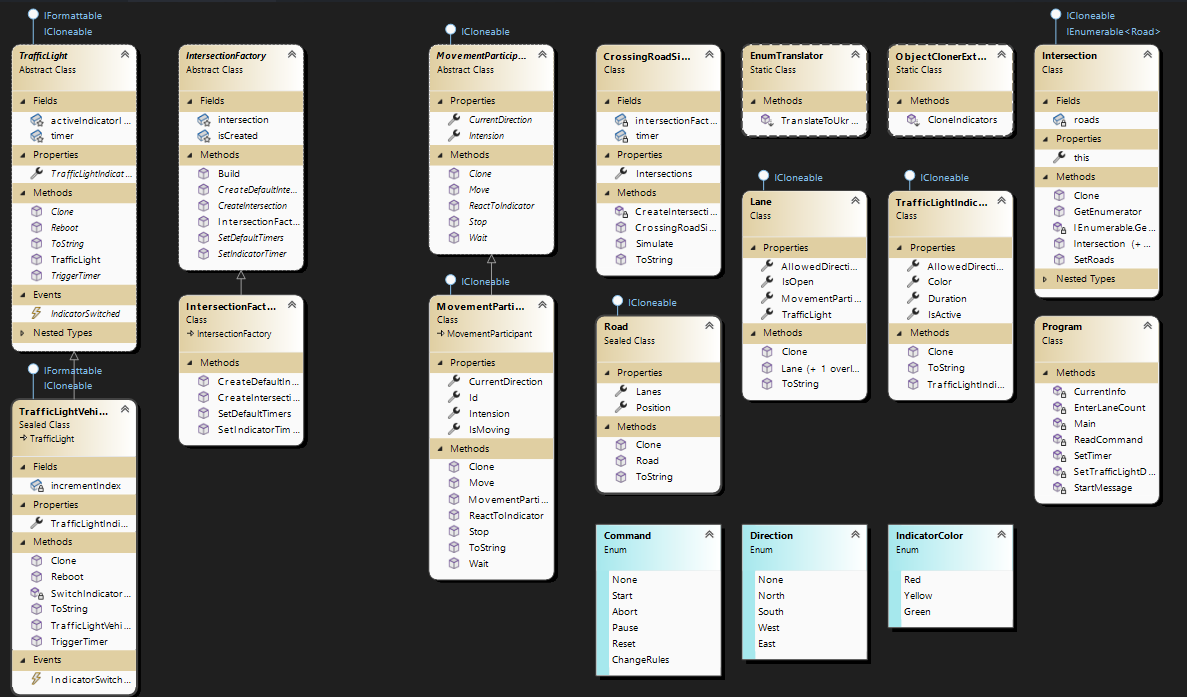 IFormattable
ICloneable
TrafficLight
Abstract Class
Fields
activeIndicatorI...
timer
Properties
TrafficLightIndicat...
Methods
Clone
Reboot
ToString
TrafficLight
TriggerTimer
Events
IndicatorSwitched
Nested Types
IFormattable
ICloneable
TrafficLightVehi...
Sealed Class
TrafficLight
Fields
incrementIndex
Properties
TrafficLightIndi...
Methods
Clone
Reboot
SwitchIndicator...
ToString
TrafficLightVehi...
TriggerTimer
Events
IndicatorSwitch...
IntersectionFactory
Abstract Class
Fields
intersection
isCreated
Methods
Build
CreateDefaultInte...
CreateIntersection
IntersectionFact...
SetDefaultTimers
SetIndicatorTimer
IntersectionFact...
Class
IntersectionFactory
Methods
CreateDefaultIn...
CreateIntersecti...
SetDefaultTimers
SetIndicatorTim...
ICloneable
MovementParticip...
Abstract Class
Properties
CurrentDirection
Intension
Methods
Clone
Move
ReactToIndicator
Stop
Wait
ICloneable
MovementParti...
Class
MovementParticipant
Properties
CurrentDirection
Id
Intension
IsMoving
Methods
Clone
Move
MovementParti...
ReactToIndicator
Stop
ToString
Wait
CrossingRoadSi...
Class
Fields
intersectionFact...
timer
Properties
Intersections
Methods
CreateIntersecti...
CrossingRoadSi...
Simulate
ToString
ICloneable
Road
Sealed Class
Properties
Lanes
Position
Methods
Clone
Road
ToString
Command
Enum
None
Start
Abort
Pause
Reset
ChangeRules
EnumTranslator
Static Class
Methods
TranslateToUkr...
ICloneable
Lane
Class
Properties
AllowedDirecti...
IsOpen
MovementParti...
TrafficLight
Methods
Clone
Lane (+ 1 overl...
ToString
Direction
Enum
None
North
South
West
East
ObjectClonerExt...
Static Class
Methods
CloneIndicators
ICloneable
TrafficLightIndic...
Class
Properties
AllowedDirecti...
Color
Duration
IsActive
Methods
Clone
ToString
TrafficLightIndi...
IndicatorColor
Enum
Red
Yellow
Green
ICloneable
IEnumerable<Road>
Intersection
Class
Fields
roads
Properties
this
Methods
Clone
GetEnumerator
IEnumerable.Ge...
Intersection (+ ...
SetRoads
Nested Types
Program
Class
Methods
CurrentInfo
EnterLaneCount
Main
ReadCommand
SetTimer
SetTrafficLightD...
StartMessage